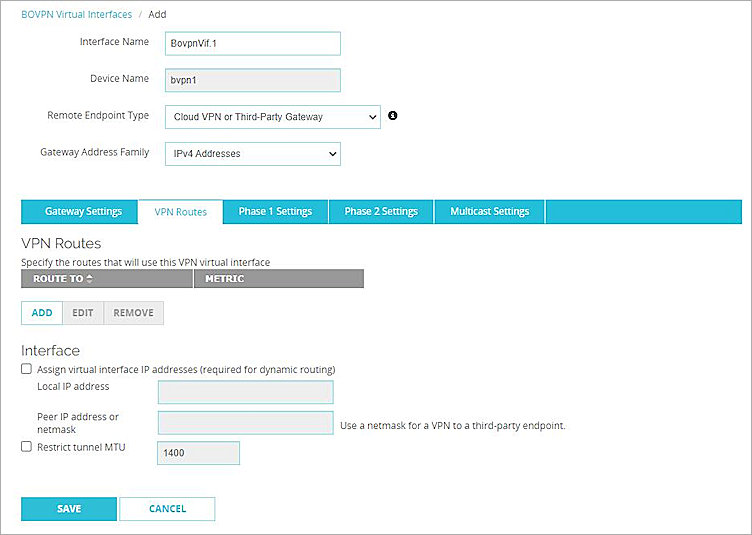 BOVPN Virtual Interfaces / Add
Interface Name BovpnVif.1
Device Name bvpn1
Remote Endpoint Type Cloud VPN or Third-Party Gateway
Gateway Address Family IPv4 Addresses
Gateway Settings VPN Routes Phase 1 Settings Phase 2 Settings Multicast Settings
VPN Routes
Specify the routes that will use this VPN virtual interface
ROUTE TO METRIC
ADD EDIT REMOVE
Interface
Assign virtual interface IP addresses (required for dynamic routing)
Local IP address
Peer IP address or
netmask Use a netmask for a VPN to a third-party endpoint.
Restrict tunnel MTU 1400
SAVE CANCEL